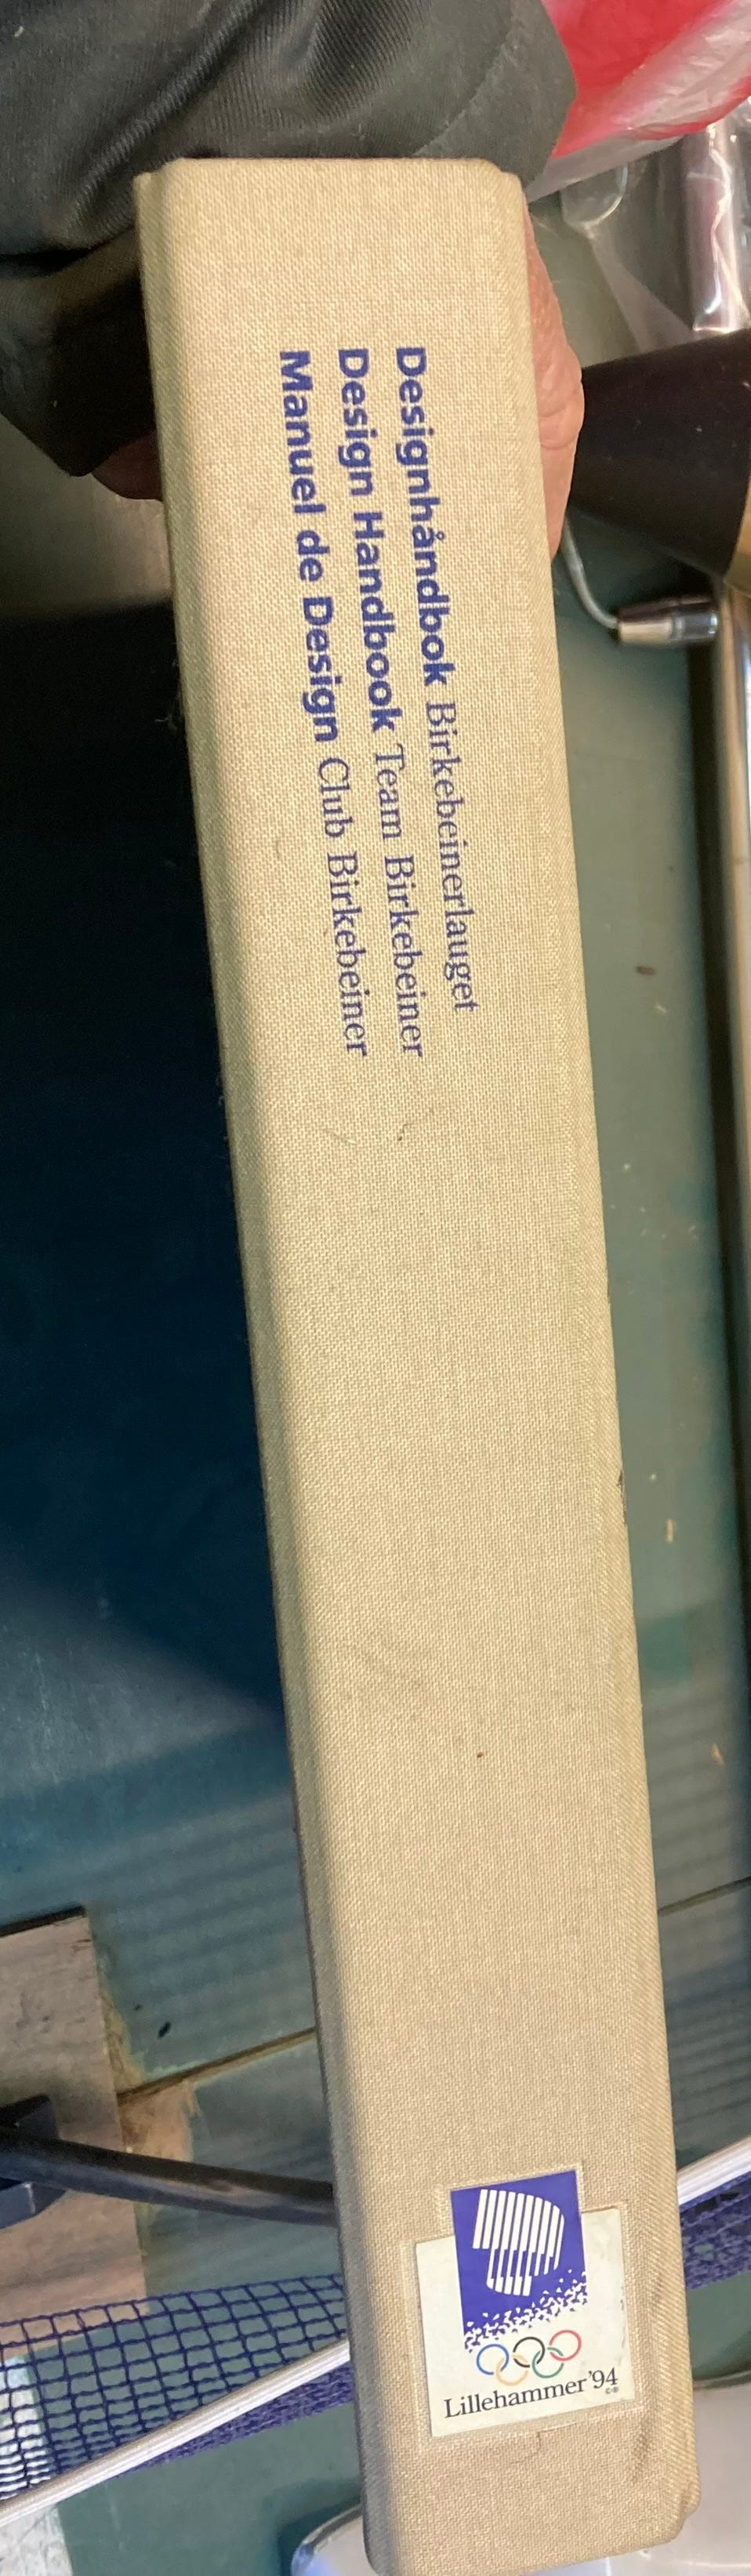 Designhåndbok Birkebeinerlauget
Design Handbook Team Birkebeiner
Manuel de Design Club Birkebeiner
Lillehammer'94
©®